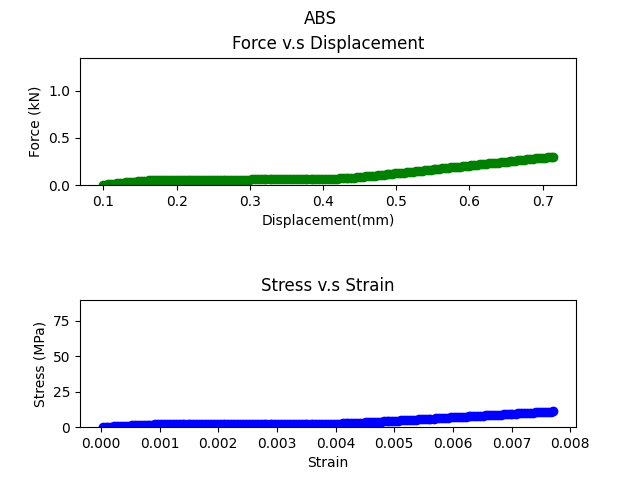 ABS
Force v.s Displacement
1.0
0.5
0.0
Force (kN)
0.1 0.2 0.3 0.4 0.5 0.6 0.7
Displacement(mm)
Stress v.s Strain
75
50
25
0
Stress (MPa)
0.000 0.001 0.002 0.003 0.004 0.005 0.006 0.007 0.008
Strain